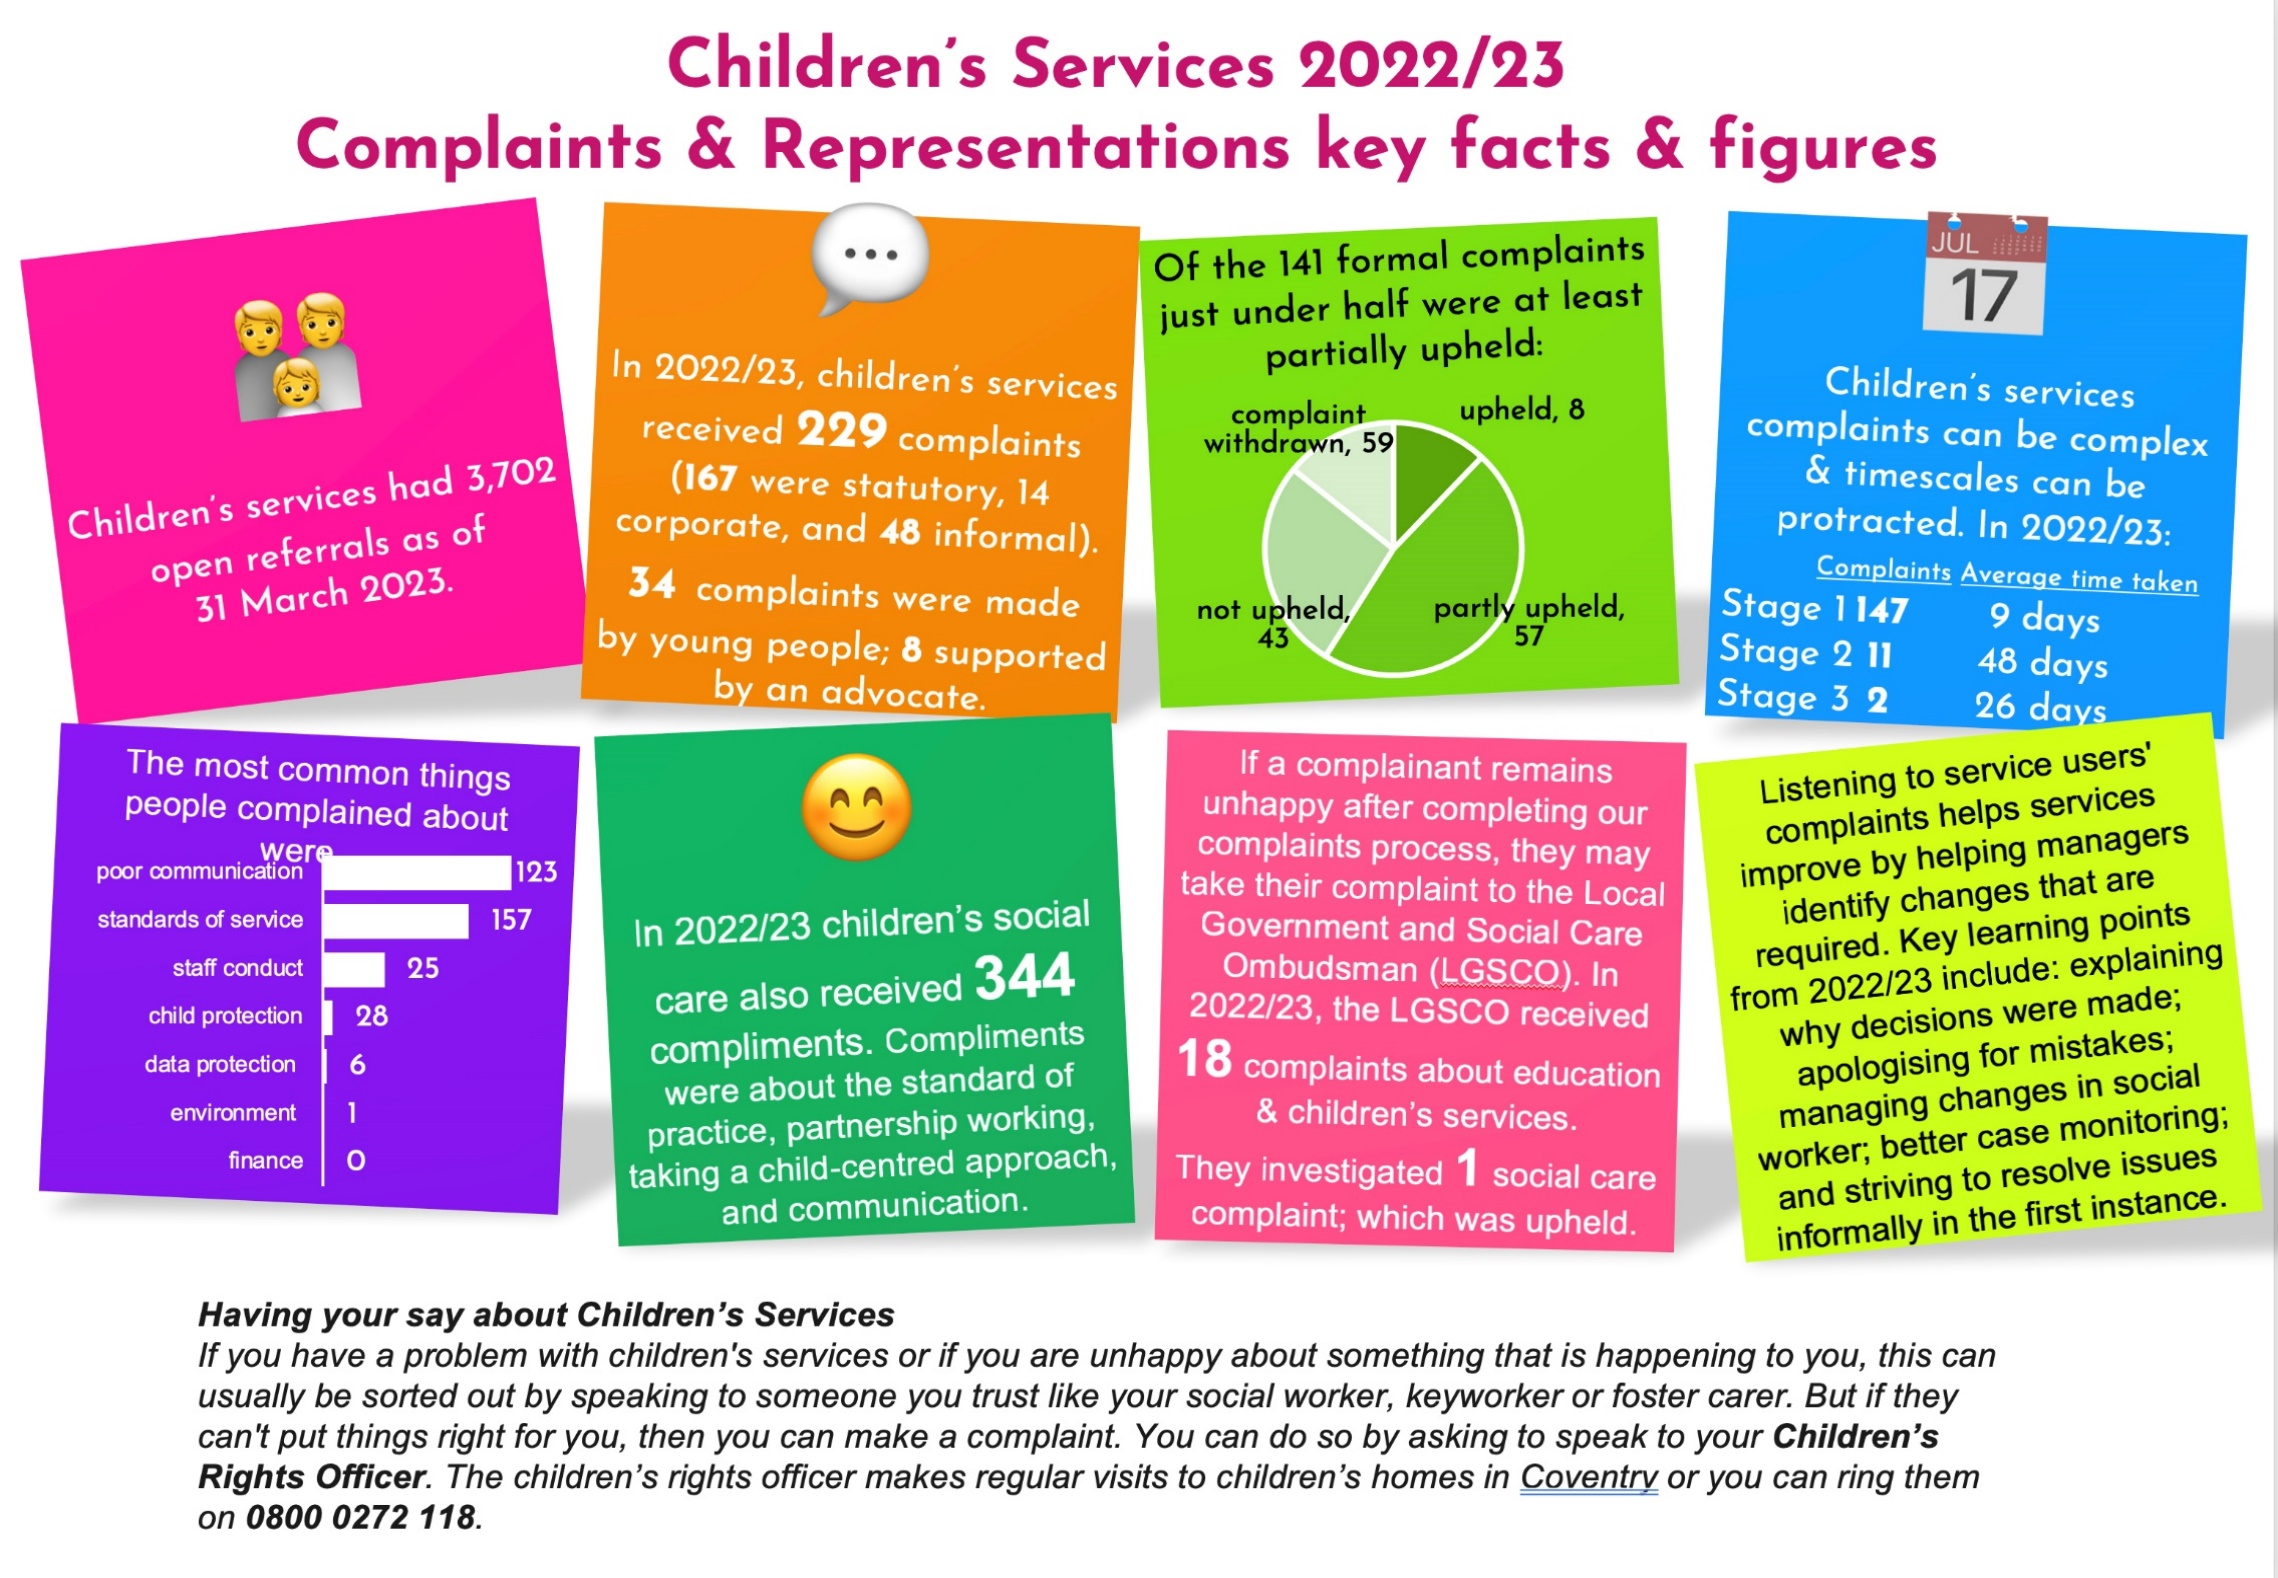 Children's Services 2022/23
Complaints & Representations key facts & figures
Children's services had 3,702
open referrals as of
31 March 2023.
In 2022/23, children's services
received 229 complaints
(167 were statutory, 14
corporate, and 48 informal).
34 complaints were made
by young people; 8 supported
by an advocate.
Of the 141 formal complaints
just under half were at least
partially upheld:
complaint
withdrawn, 59
upheld, 8
not upheld,
43
partly upheld,
57
JUL
17
Children's services
complaints can be complex
& timescales can be
protracted. In 2022/23:
Complaints Average time taken
Stage 1 147 9 days
Stage 2 11 48 days
Stage 3 2 26 days
The most common things
people complained about
were
poor communication 123
standards of service 157
staff conduct 25
child protection 28
data protection 6
environment 1
finance 0
In 2022/23 children's social
care also received 344
compliments. Compliments
were about the standard of
practice, partnership working,
taking a child-centred approach,
and communication.
If a complainant remains
unhappy after completing our
complaints process, they may
take their complaint to the Local
Government and Social Care
Ombudsman (LGSCO). In
2022/23, the LGSCO received
18 complaints about education
& children's services.
They investigated 1 social care
complaint; which was upheld.
Listening to service users'
complaints helps services
improve by helping managers
identify changes that are
required. Key learning points
from 2022/23 include: explaining
why decisions were made;
apologising for mistakes;
managing changes in social
worker; better case monitoring;
and striving to resolve issues
informally in the first instance.
Having your say about Children's Services
If you have a problem with children's services or if you are unhappy about something that is happening to you, this can
usually be sorted out by speaking to someone you trust like your social worker, keyworker or foster carer. But if they
can't put things right for you, then you can make a complaint. You can do so by asking to speak to your Children's
Rights Officer. The children's rights officer makes regular visits to children's homes in Coventry or you can ring them
on 0800 0272 118.